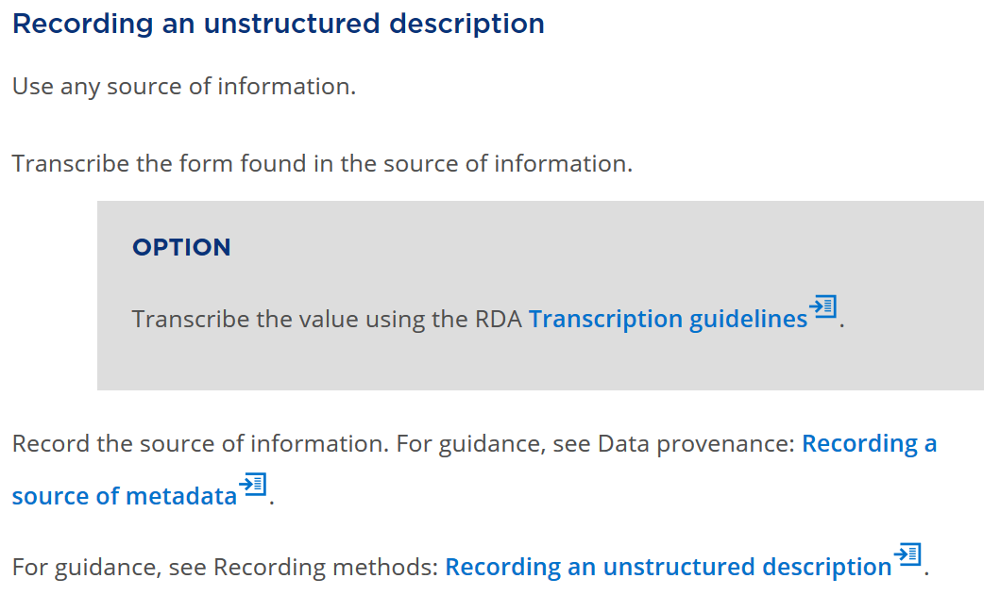 Recording an unstructured description
Use any source of information.
Transcribe the form found in the source of information.
OPTION
Transcribe the value using the RDA Transcription guidelines.
Record the source of information. For guidance, see Data provenance: Recording a
source of metadata.
For guidance, see Recording methods: Recording an unstructured description.